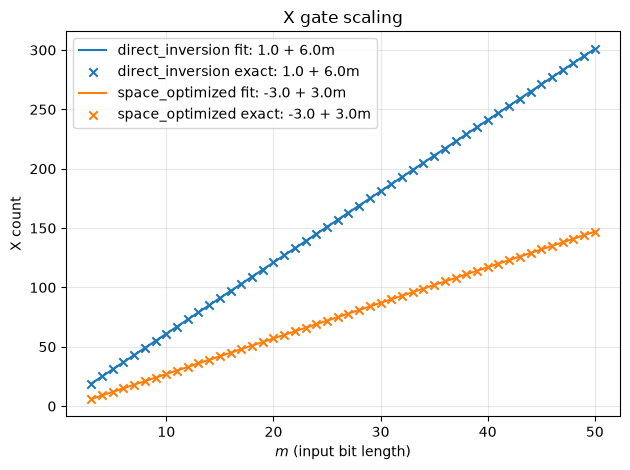 X gate scaling
direct_inversion fit: 1.0 + 6.0m
direct_inversion exact: 1.0 + 6.0m
space_optimized fit: -3.0 + 3.0m
space_optimized exact: -3.0 + 3.0m
300
250
200
150
100
50
0
X count
10
20
30
40
50
m (input bit length)